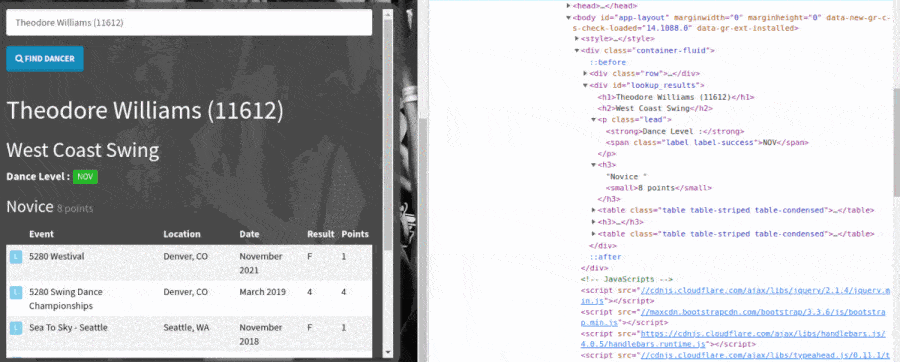 Theodore Williams (11612)
FIND DANCER
Theodore Williams (11612)
West Coast Swing
Dance Level : NOV
Novice 8 points
Event Location Date Result Points
L 5280 Westival Denver, CO November 2021 F 1
L 5280 Swing Dance Championships Denver, CO March 2019 4 4
Sea To Sky - Seattle Seattle, WA November 2018 F 1
<head>…</head>
<body id="app-layout" marginwidth="0" marginheight="0" data-new-gr-c-s-check-loaded="14.1088.0" data-gr-ext-installed>
<style>…</style>
<div class="container-fluid">
::before
<div class="row">…</div>
<div id="lookup_results">
<h1>Theodore Williams (11612)</h1>
<h2>West Coast Swing</h2>
<p class="lead">
<strong>Dance Level :</strong>
<span class="label label-success">NOV</span>
</p>
<h3>
"Novice "
<small>8 points</small>
</h3>
<table class="table table-striped table-condensed">…</table>
<h3>…</h3>
<table class="table table-striped table-condensed">…</table>
</div>
::after
</div>
<!-- JavaScripts -->
<script src="//cdnjs.cloudflare.com/ajax/libs/jquery/2.1.4/jquery.min.js"></script>
<script src="//maxcdn.bootstrapcdn.com/bootstrap/3.3.6/js/bootstrap.min.js"></script>
<script src="https://cdnjs.cloudflare.com/ajax/libs/handlebars.js/4.0.5/handlebars.runtime.js"></script>
<script src="//cdnjs.cloudflare.com/ajax/libs/typeahead.js/0.11.1/t